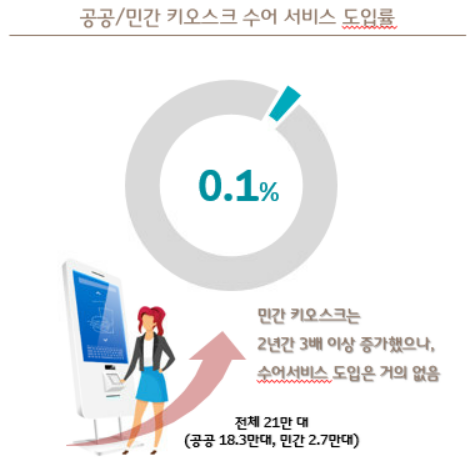 공공/민간 키오스크 수어 서비스 도입률
0.1%
민간 키오스크는
2년간 3배 이상 증가했으나,
수어서비스 도입은 거의 없음
전체 21만 대
(공공 18.3만대, 민간 2.7만대)